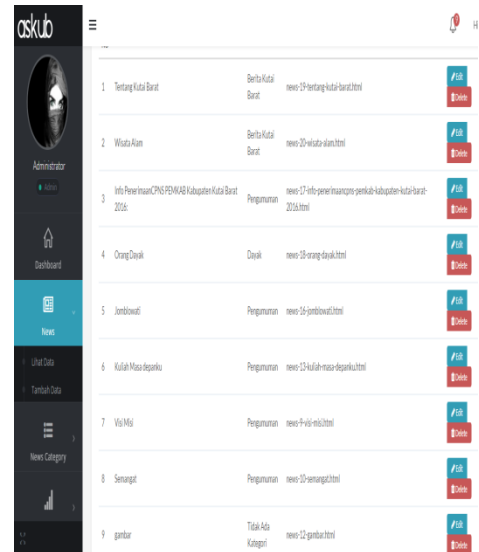 askub
Administrator
Admin
Dashboard
News
Lihat Data
Tambah Data
News Category
1 Tentang Kutai Barat Berita Kutai Barat news-19-tentang-kutai-barat.html Edit Delete
2 Wisata Alam Berita Kutai Barat news-20-wisata-alam.html Edit Delete
3 Info PenerimaanCPNS PEMKAB Kabupaten Kutai Barat 2016: Pengumuman news-17-info-penerimaancpns-pemkab-kabupaten-kutai-barat-2016.html Edit Delete
4 Orang Dayak Dayak news-18-orang-dayak.html Edit Delete
5 Jomblowati Pengumuman news-16-jomblowati.html Edit Delete
6 Kuliah Masa depanku Pengumuman news-13-kuliah-masa-depanku.html Edit Delete
7 Visi Misi Pengumuman news-9-visi-misi.html Edit Delete
8 Semangat Pengumuman news-10-semangat.html Edit Delete
9 gambar Tidak Ada Kategori news-12-gambar.html Edit Delete